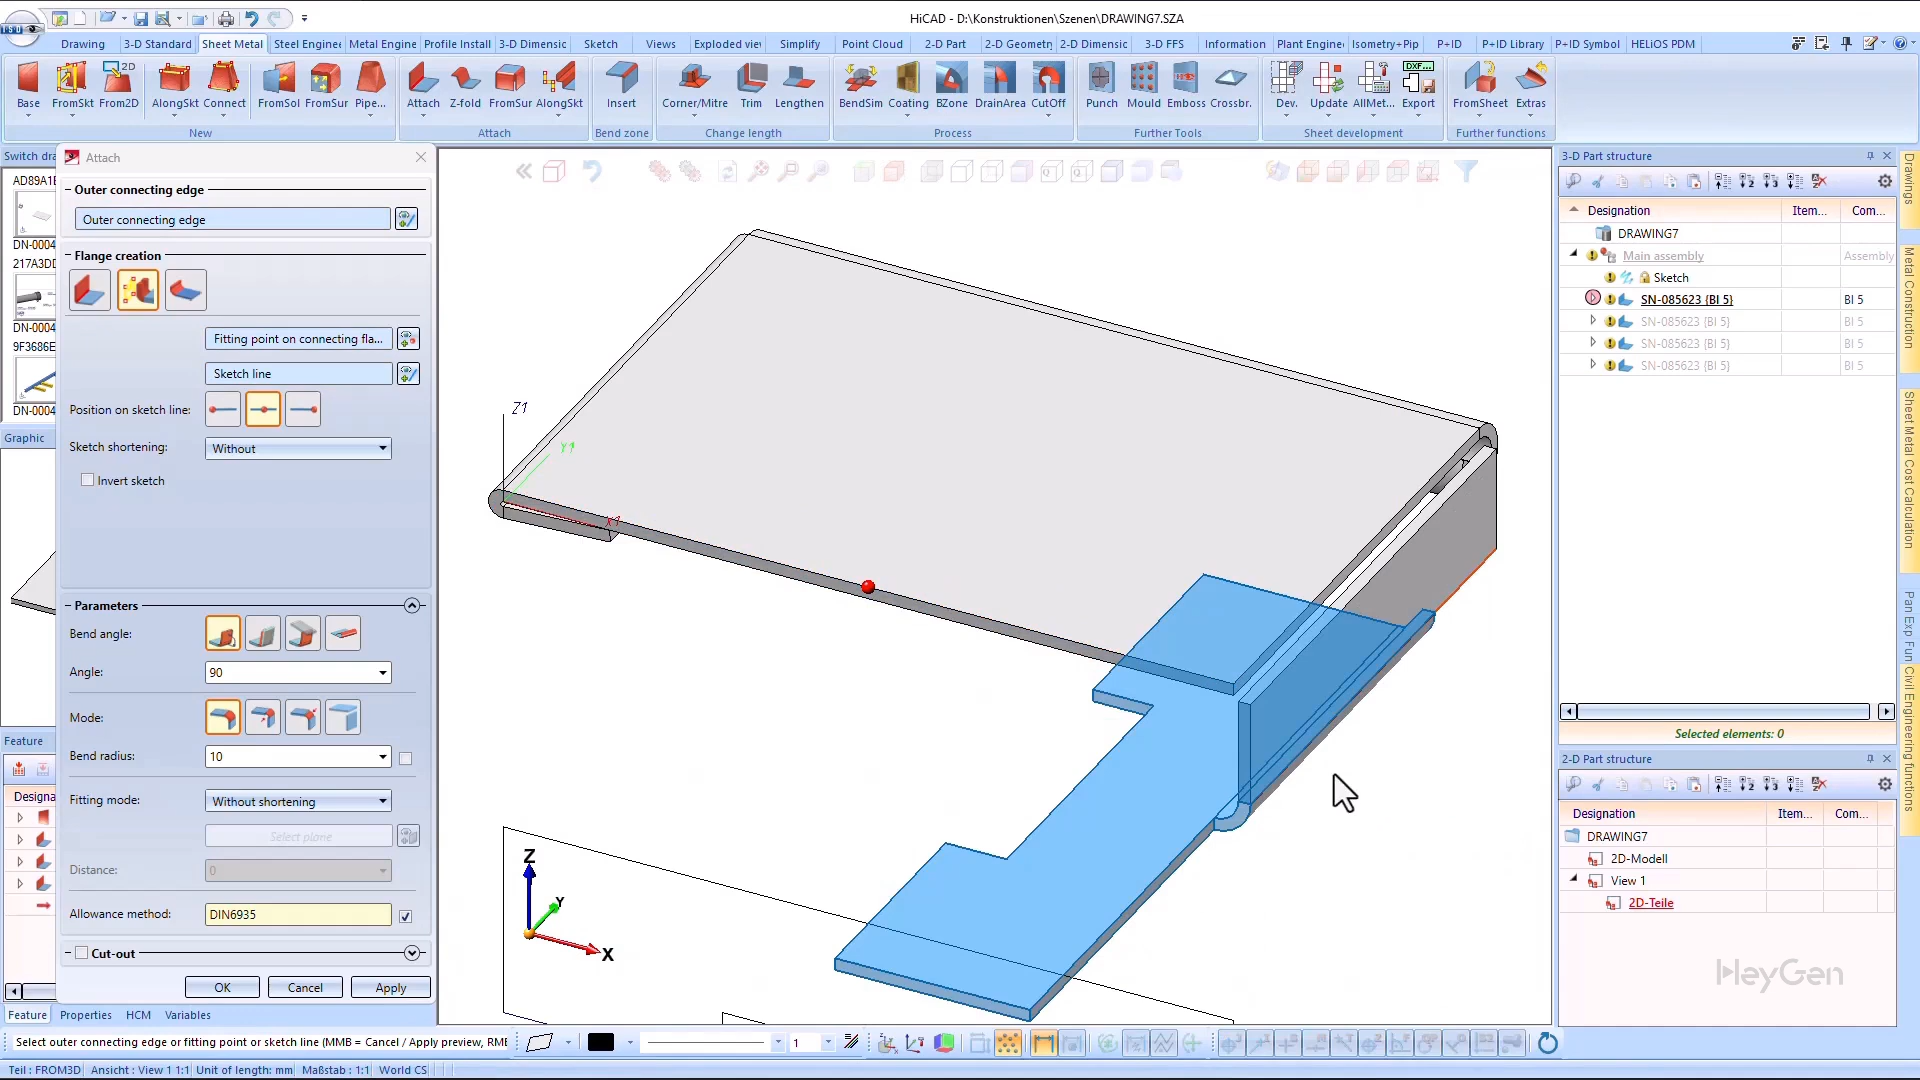 HiCAD - D:\Konstruktionen\Szenen\DRAWING7.SZA
Drawing 3-D Standard Sheet Metal Steel Enginee Metal Engine Profile Install 3-D Dimensic Sketch Views Exploded viei Simplify Point Cloud 2-D Part 2-D Geometr 2-D Dimensic 3-D FFS Information Plant Engine Isometry+Pip P+ID P+ID Library P+ID Symbol HELiOS PDM
2D
DXF...
Base FromSkt From2D AlongSkt Connect FromSol FromSur Pipe... Attach Z-fold FromSur AlongSkt Insert Corner/Mitre Trim Lengthen BendSim Coating BZone DrainArea CutOff Punch Mould Emboss Crossbr. Dev. Update AllMet... Export FromSheet Extras
New Attach Bend zone Change length Process Further Tools Sheet development Further functions
Switch dra
Attach
AD89A1E
DN-0004
217A3DD
DN-0004
9F3686E
DN-0004
Graphic
Feature
Designa
Outer connecting edge
Outer connecting edge
Flange creation
Fitting point on connecting fla...
Sketch line
Position on sketch line:
Sketch shortening: Without
Invert sketch
Parameters
Bend angle:
Angle: 90
Mode:
Bend radius: 10
Fitting mode: Without shortening
Select plane
Distance: 0
Allowance method: DIN6935
Cut-out
OK Cancel Apply
Feature Properties HCM Variables
Z1
Y1
X1
Z
Y
X
3-D Part structure
Designation Item... Com...
DRAWING7
Main assembly Assembly
Sketch
SN-085623 {BI 5} BI 5
SN-085623 {BI 5} BI 5
SN-085623 {BI 5} BI 5
SN-085623 {BI 5} BI 5
Selected elements: 0
2-D Part structure
Designation Item... Com...
DRAWING7
2D-Modell
View 1
2D-Teile
HeyGen
Drawings
Metal Construction
Sheet Metal Cost Calculation
Pan Exp Fun
Civil Engineering functions
Select outer connecting edge or fitting point or sketch line (MMB = Cancel / Apply preview, RME
1
Teil : FROM3D Ansicht : View 1 1:1 Unit of length: mm Maßstab : 1:1 World CS